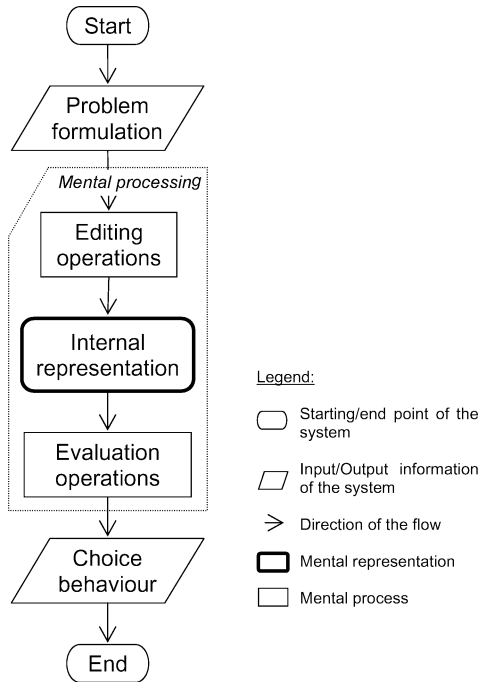 Start
Problem
formulation
Mental processing
Editing
operations
Internal
representation
Evaluation
operations
Choice
behaviour
End
Legend:
Starting/end point of the
system
Input/Output information
of the system
Direction of the flow
Mental representation
Mental process